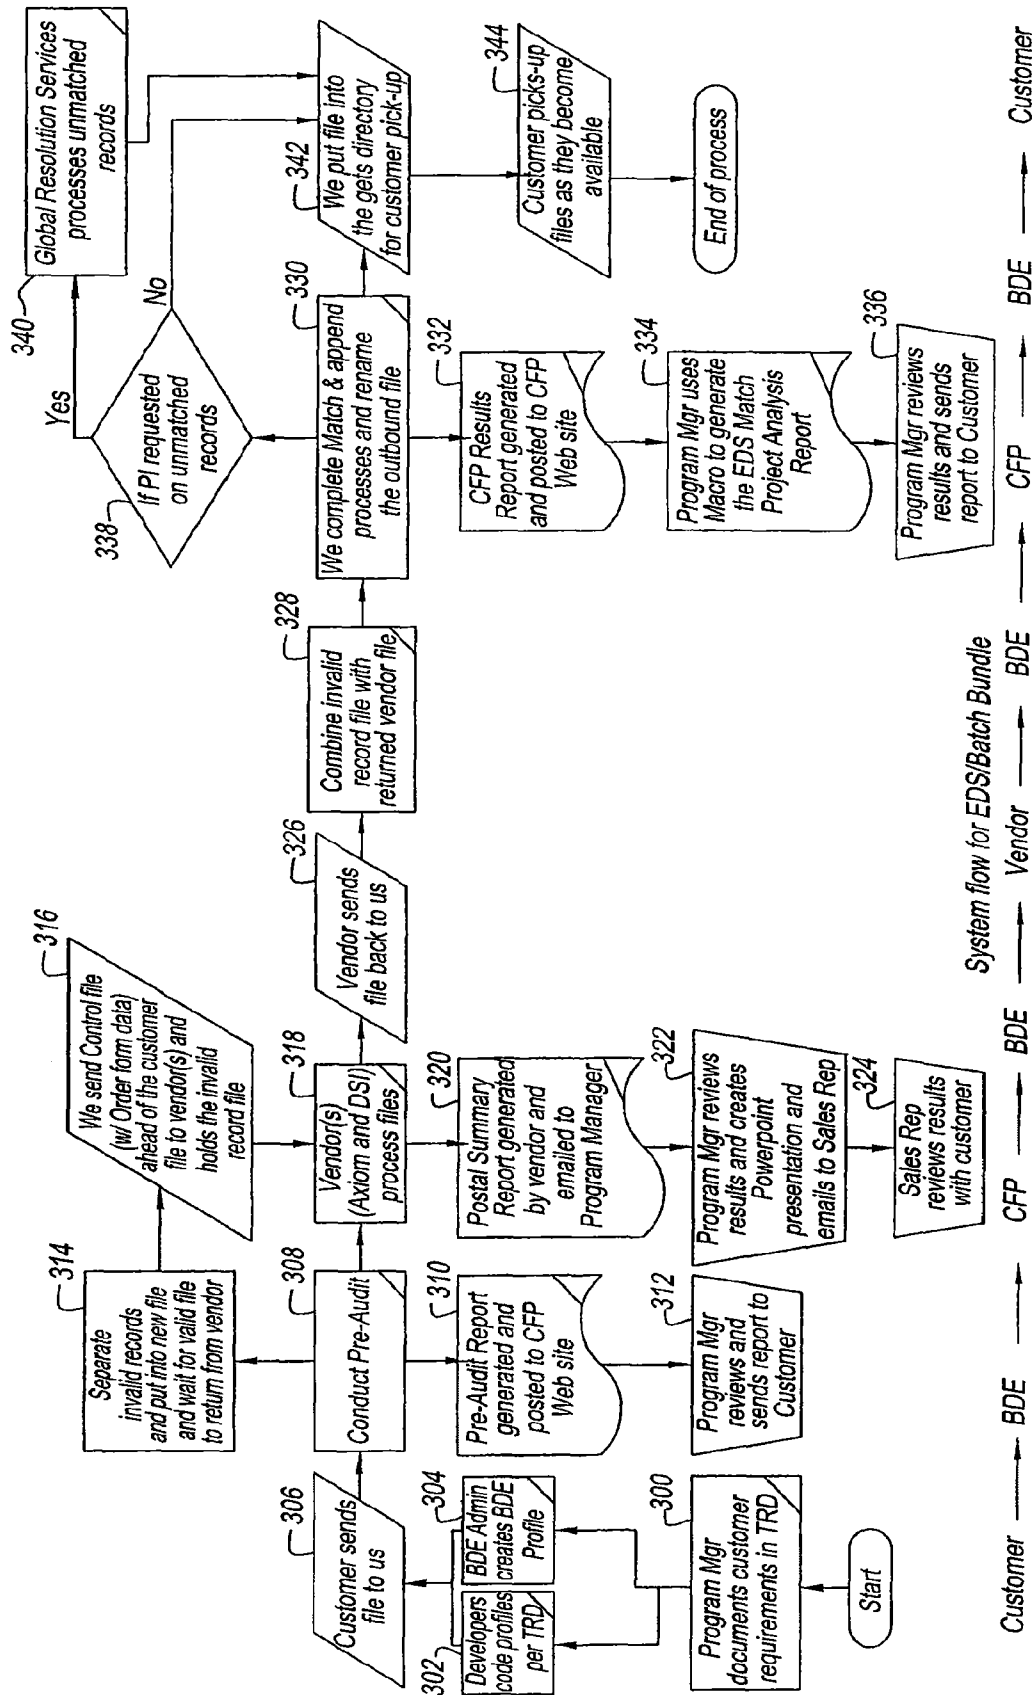 Start
300
Program Mgr
documents customer
requirements in TRD
302
Developers
code profiles
per TRD
304
BDE Admin
creates BDE
Profile
306
Customer sends
file to us
308
Conduct Pre-Audit
310
Pre-Audit Report
generated and
posted to CFP
Web site
312
Program Mgr
reviews and
sends report to
Customer
314
Separate
invalid records
and put into new file
and wait for valid file
to return from vendor
316
We send Control file
(w/ Order form data)
ahead of the customer
file to vendor(s) and
holds the invalid
record file
318
Vendor(s)
(Axiom and DSI)
process files
320
Postal Summary
Report generated
by vendor and
emailed to
Program Manager
322
Program Mgr reviews
results and creates
Powerpoint
presentation and
emails to Sales Rep
324
Sales Rep
reviews results
with customer
326
Vendor sends
file back to us
328
Combine invalid
record file with
returned vendor file
330
We complete Match & append
processes and rename
the outbound file
332
CFP Results
Report generated
and posted to CFP
Web site
334
Program Mgr uses
Macro to generate
the EDS Match
Project Analysis
Report
336
Program Mgr reviews
results and sends
report to Customer
338
If PI requested
on unmatched
records
Yes
No
340
Global Resolution Services
processes unmatched
records
342
We put file into
the gets directory
for customer pick-up
344
Customer picks-up
files as they become
available
End of process
System flow for EDS/Batch Bundle
Customer BDE CFP BDE Vendor BDE CFP BDE Customer